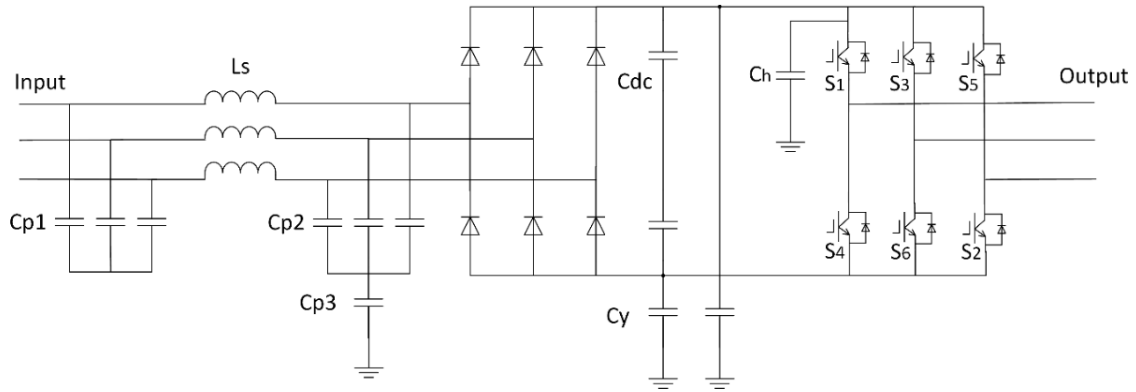 Ls
Input
Cdc
Ch
S1
S3
S5
Output
Cp1
Cp2
S4
S6
S2
Cp3
Cy